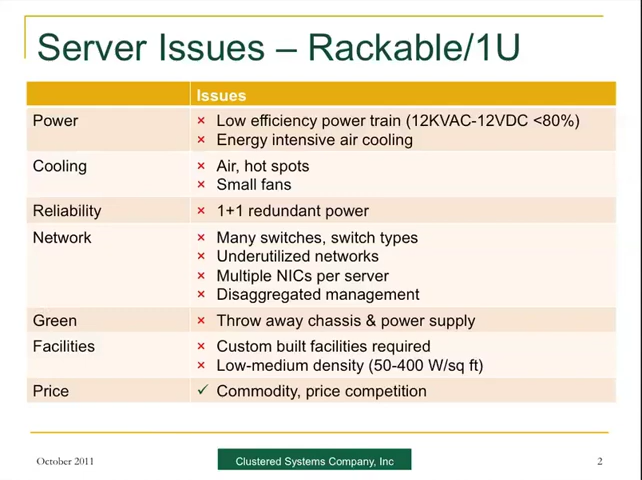 Server Issues – Rackable/1U
Issues
Power
× Low efficiency power train (12KVAC-12VDC <80%)
× Energy intensive air cooling
Cooling
× Air, hot spots
× Small fans
Reliability
× 1+1 redundant power
Network
× Many switches, switch types
× Underutilized networks
× Multiple NICs per server
× Disaggregated management
Green
× Throw away chassis & power supply
Facilities
× Custom built facilities required
× Low-medium density (50-400 W/sq ft)
Price
✓ Commodity, price competition
October 2011
Clustered Systems Company, Inc
2